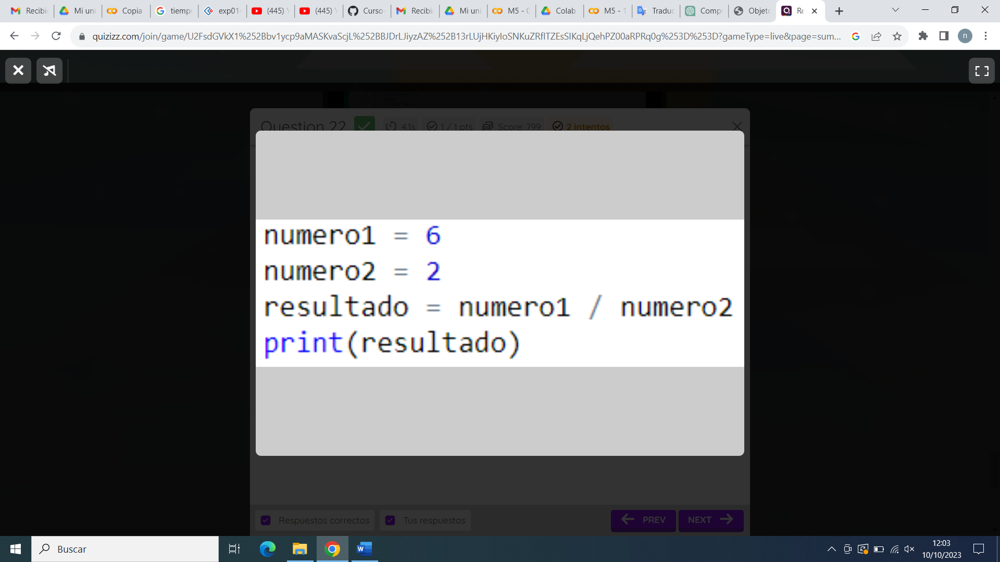 Recibi Mi uni Copia tiempo exp01 (445) Y (445) Y Curso- Recibi Mi uni M5 - 0 Colab M5 - 1 Traduc Comp Objeto Re
quizizz.com/join/game/U2FsdGVkX1%252Bbv1ycp9aMASKvaScjL%252BBJDrLJiyzAZ%252B13rLUjHKiyloSNKuZRflTZEsSIKqLjQehPZ00aRPRq0g%253D%253D?gameType=live&page=sum...
n
Question 22 41s 1 / 1 pts Score: 799 2 intentos
numero1 = 6
numero2 = 2
resultado = numero1 / numero2
print(resultado)
Respuestas correctas Tus respuestas PREV NEXT
Buscar
12:03
10/10/2023